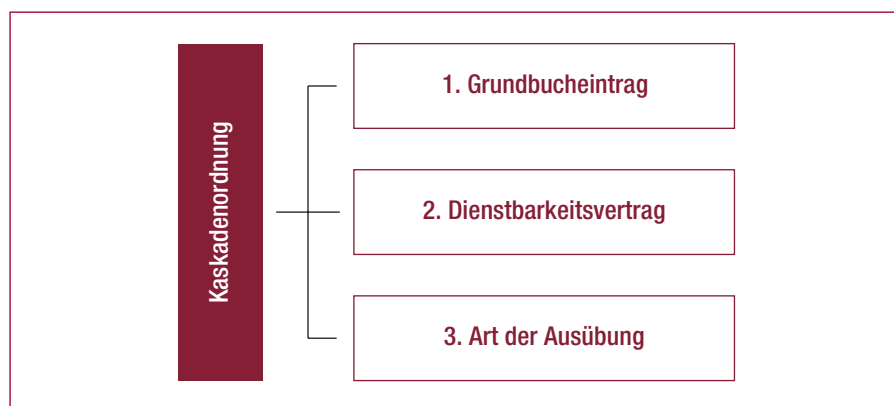 Kaskadenordnung
1. Grundbucheintrag
2. Dienstbarkeitsvertrag
3. Art der Ausübung